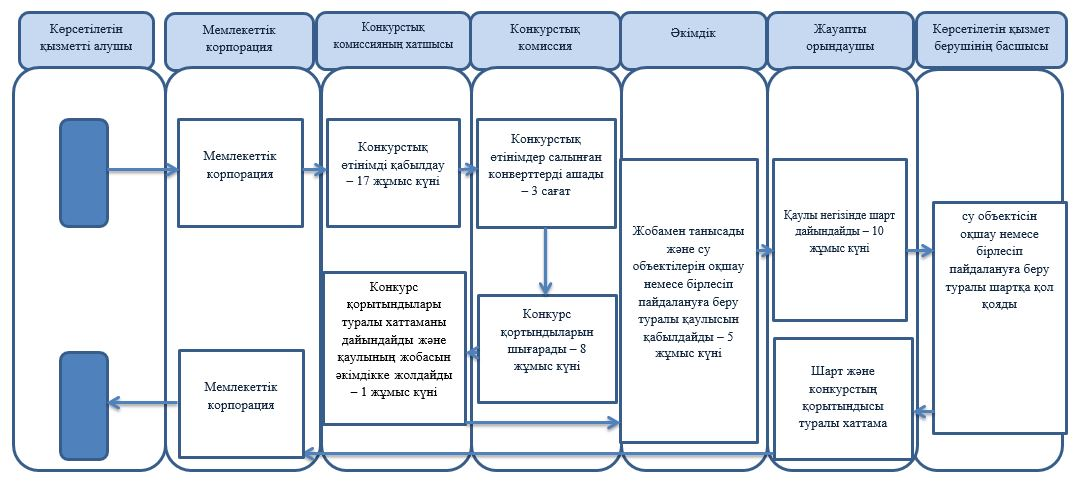 Көрсетілетін
қызметті алушы
Мемлекеттік
корпорация
Конкурстық
комиссияның хатшысы
Конкурстық
комиссия
Әкімдік
Жауапты
орындаушы
Көрсетілетін қызмет
берушінің басшысы
Мемлекеттік
корпорация
Конкурстық
өтінімді қабылдау
– 17 жұмыс күні
Конкурстық
өтінімдер салынған
конверттерді ашады
– 3 сағат
Конкурс
қорытындылары
туралы хаттаманы
дайындайды және
қаулының жобасын
әкімдікке жолдайды
– 1 жұмыс күні
Конкурс
қортындыларын
шығарады – 8
жұмыс күні
Жобамен танысады
және су
объектілерін оқшау
немесе бірлесіп
пайдалануға беру
туралы қаулысын
қабылдайды – 5
жұмыс күні
Қаулы негізінде шарт
дайындайды – 10
жұмыс күні
су объектісін
оқшау немесе
бірлесіп
пайдалануға беру
туралы шартқа қол
қояды
Шарт және
конкурстың
қорытындысы
туралы хаттама
Мемлекеттік
корпорация